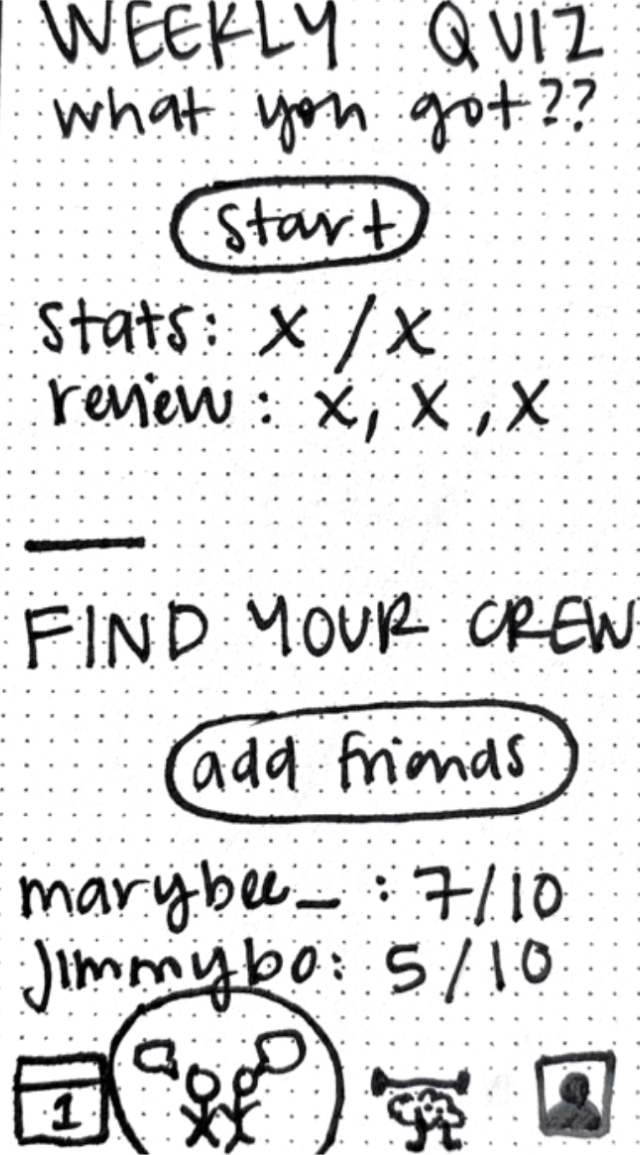 WEEKLY QUIZ
what you got??
start
stats: x / x
review: x, x, x
FIND YOUR CREW
add friends
marybee_: 7/10
jimmybo: 5/10
1